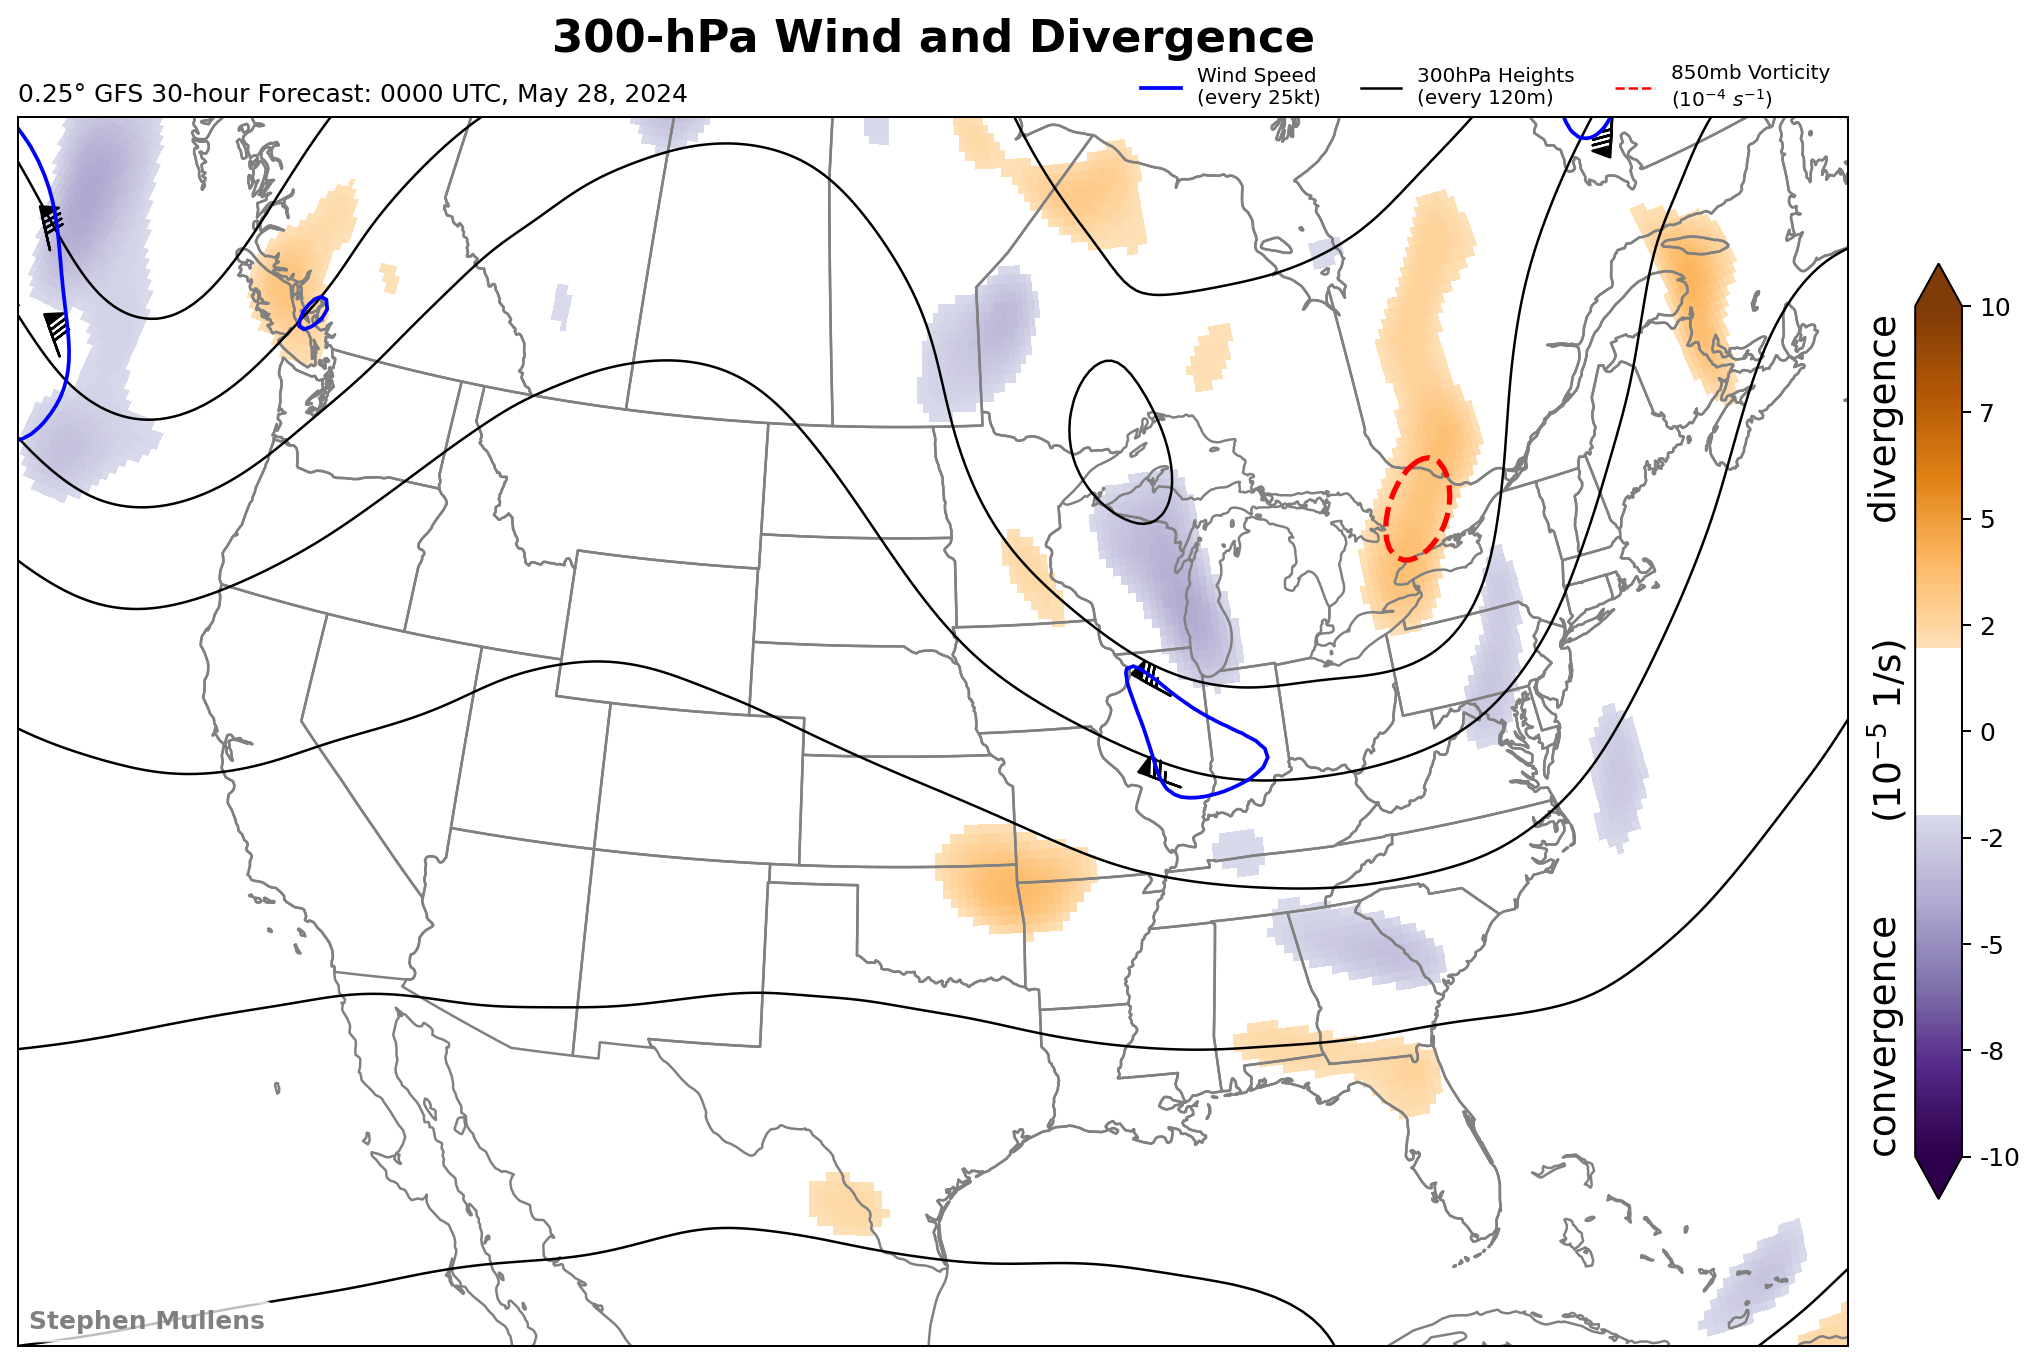 300-hPa Wind and Divergence
0.25° GFS 30-hour Forecast: 0000 UTC, May 28, 2024
Wind Speed
(every 25kt)
300hPa Heights
(every 120m)
850mb Vorticity
(10⁻⁴ s⁻¹)
10
7
5
2
0
-2
-5
-8
-10
convergence (10⁻⁵ 1/s) divergence
Stephen Mullens